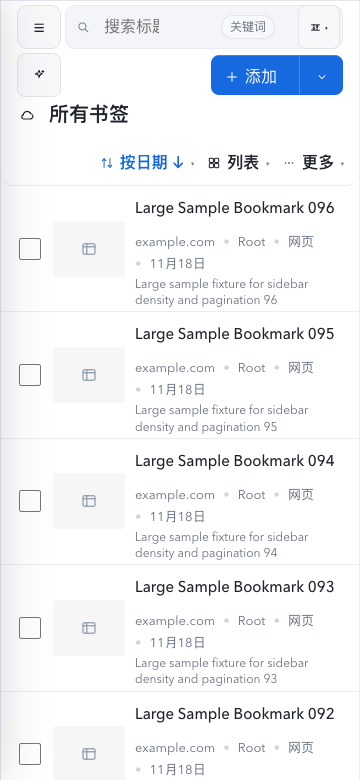 搜索标题
关键词
添加
所有书签
按日期 列表 更多
Large Sample Bookmark 096
example.com • Root • 网页
• 11月18日
Large sample fixture for sidebar
density and pagination 96
Large Sample Bookmark 095
example.com • Root • 网页
• 11月18日
Large sample fixture for sidebar
density and pagination 95
Large Sample Bookmark 094
example.com • Root • 网页
• 11月18日
Large sample fixture for sidebar
density and pagination 94
Large Sample Bookmark 093
example.com • Root • 网页
• 11月18日
Large sample fixture for sidebar
density and pagination 93
Large Sample Bookmark 092
example.com • Root • 网页
• 11月18日